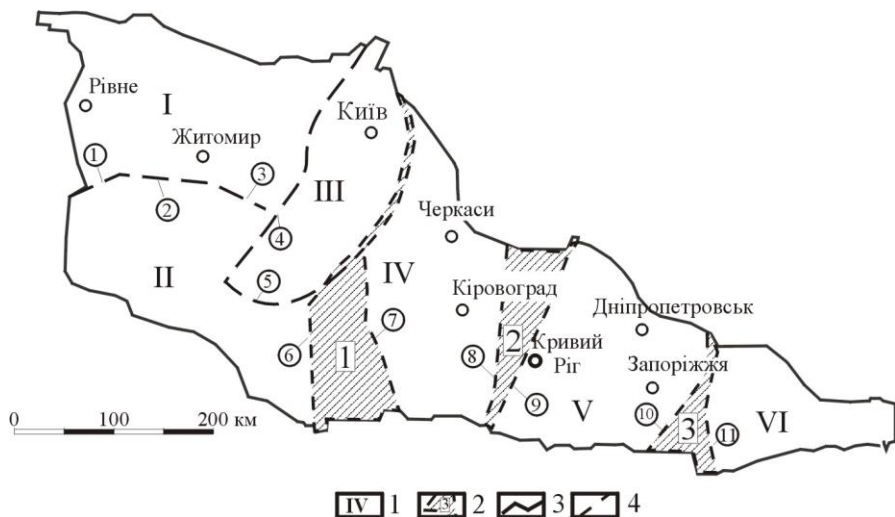 Рівне
I
Київ
Житомир
1
3
2
III
4
Черкаси
II
5
IV
Кіровоград
Дніпропетровськ
7
6
1
8
2
Кривий
Ріг
Запоріжжя
9
V
10
3
11
VI
0 100 200 км
IV 1 3 2 3 4